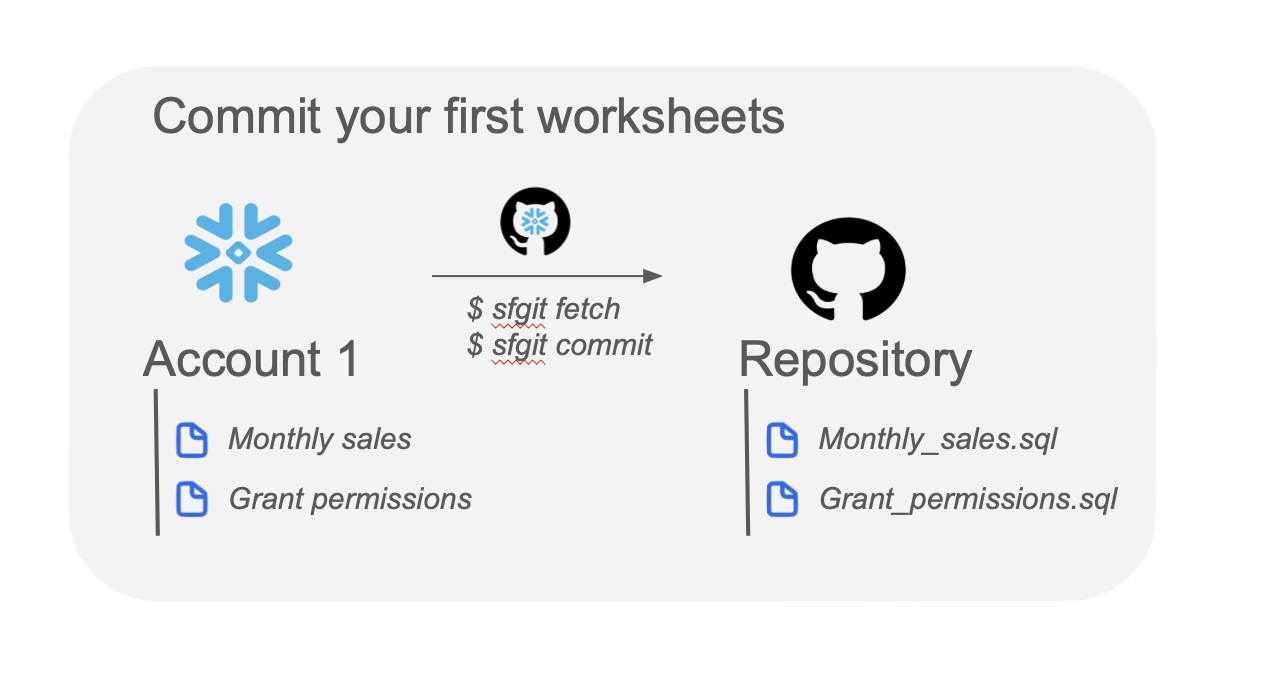 Commit your first worksheets
$ sfgit fetch
$ sfgit commit
Account 1
Repository
Monthly sales
Monthly_sales.sql
Grant permissions
Grant_permissions.sql